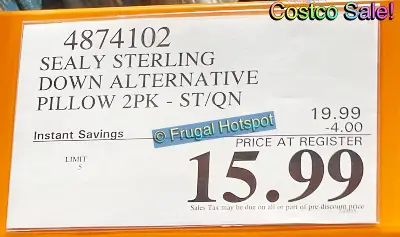 Costco Sale!
4874102
SEALY STERLING
DOWN ALTERNATIVE
PILLOW 2PK - ST/QN
19.99
Instant Savings -4.00
© Frugal Hotspot
PRICE AT REGISTER
LIMIT
5
15.99
Sales Tax may be due on all or part of pre discount price